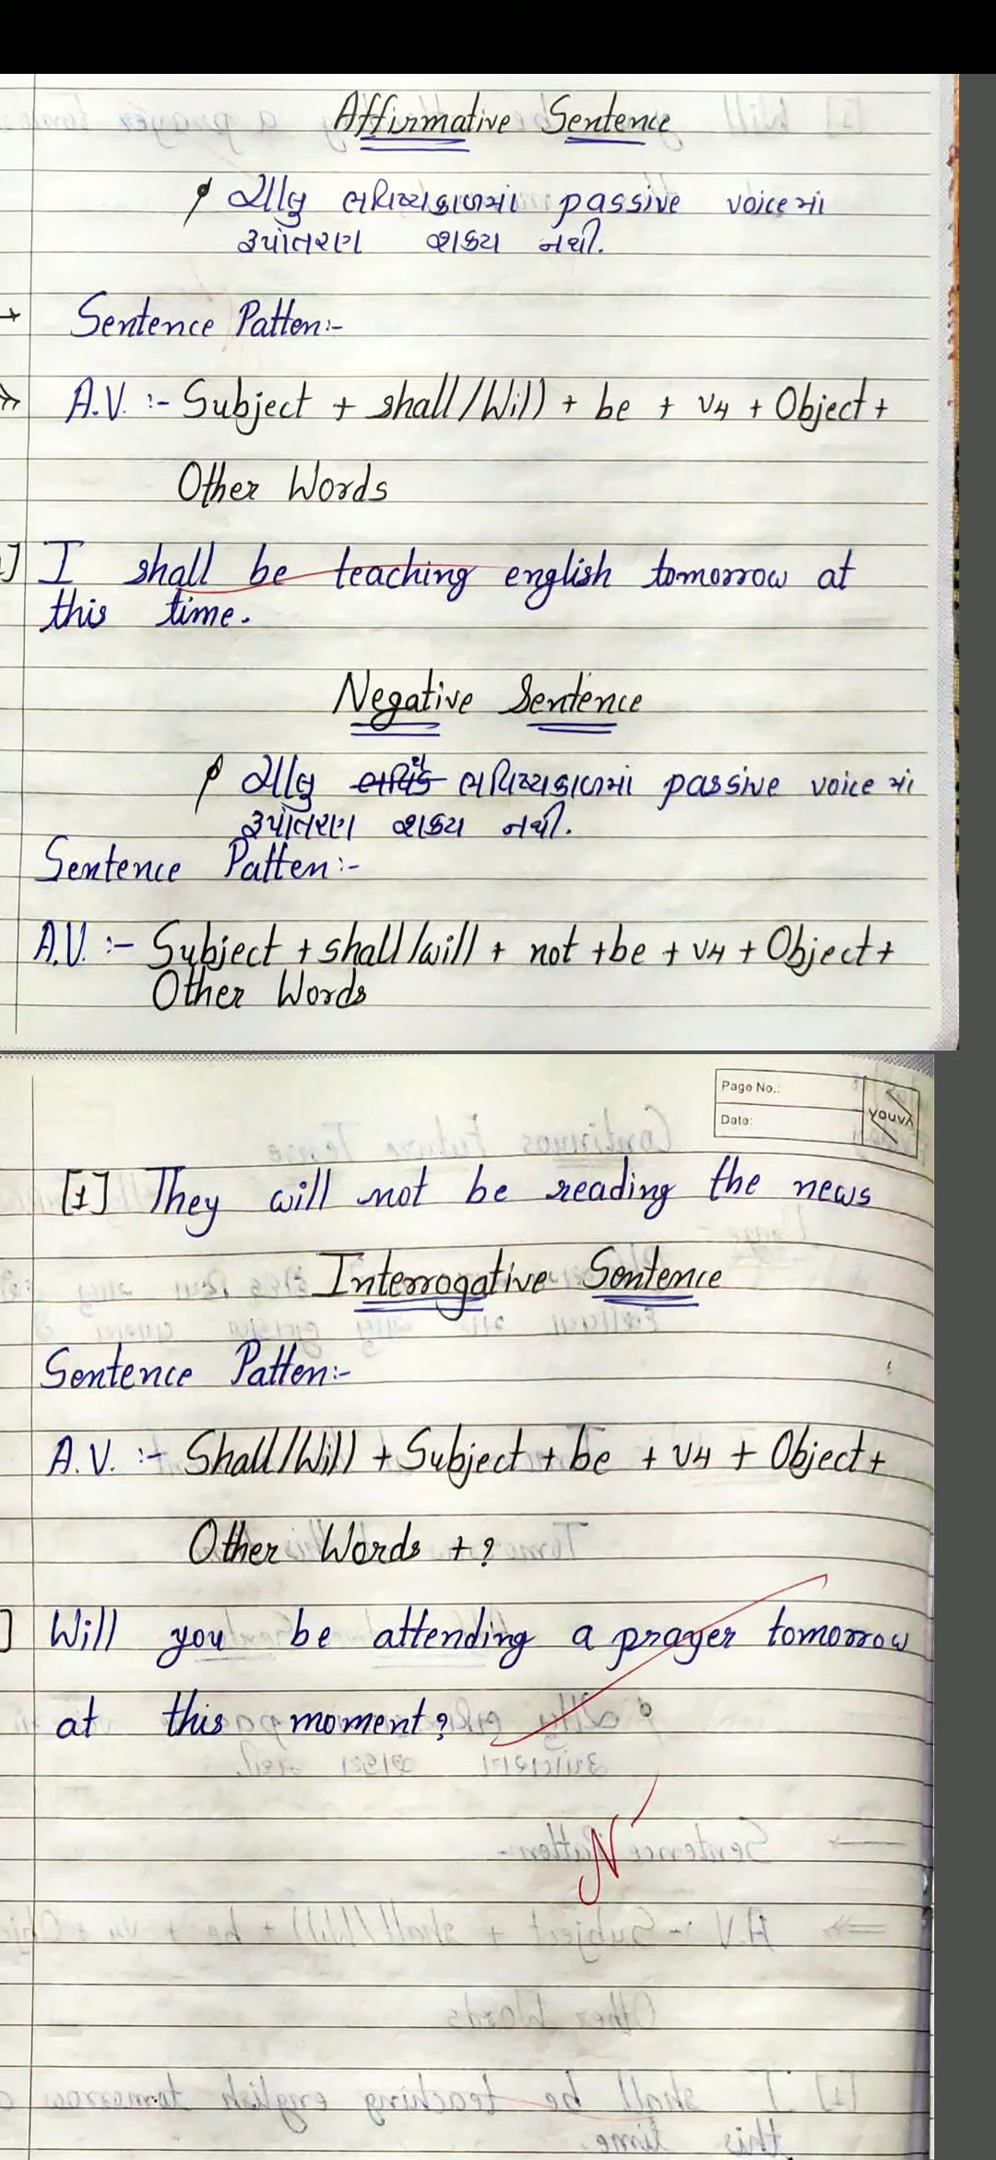 Affirmative Sentence
ચાલુ ભવિષ્યકાળમાં passive voice માં
રૂપાંતરણ શક્ય નથી.
Sentence Patten:-
A.V. :- Subject + shall/Will + be + V4 + Object +
Other Words
] I shall be teaching english tomorrow at
this time.
Negative Sentence
ચાલુ ભવિષ્યકાળમાં passive voice માં
રૂપાંતરણ શક્ય નથી.
Sentence Patten:-
A.V. :- Subject + shall/will + not + be + V4 + Object +
Other Words
Page No.:
Date:
YOUVA
[1] They will not be reading the news
Interrogative Sentence
Sentence Patten:-
A.V. :- Shall/Will + Subject + be + V4 + Object +
Other Words + ?
] Will you be attending a prayer tomorrow
at this moment?